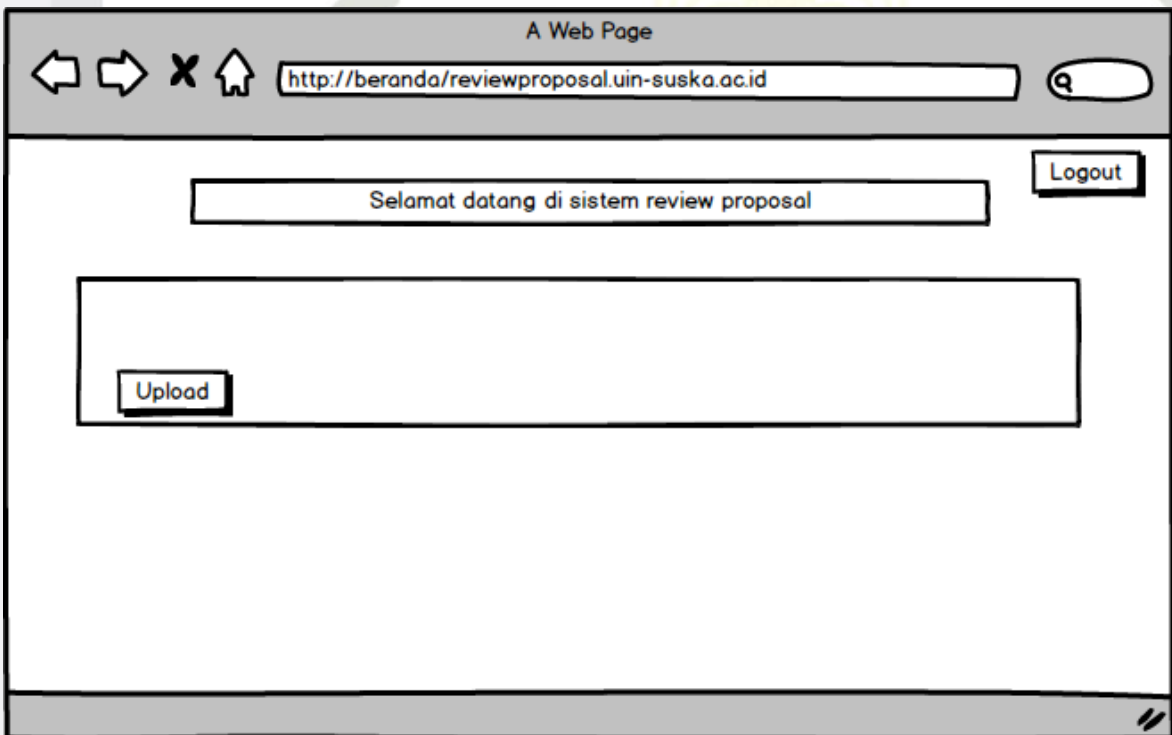 A Web Page
http://beranda/reviewproposal.uin-suska.ac.id
Logout
Selamat datang di sistem review proposal
Upload